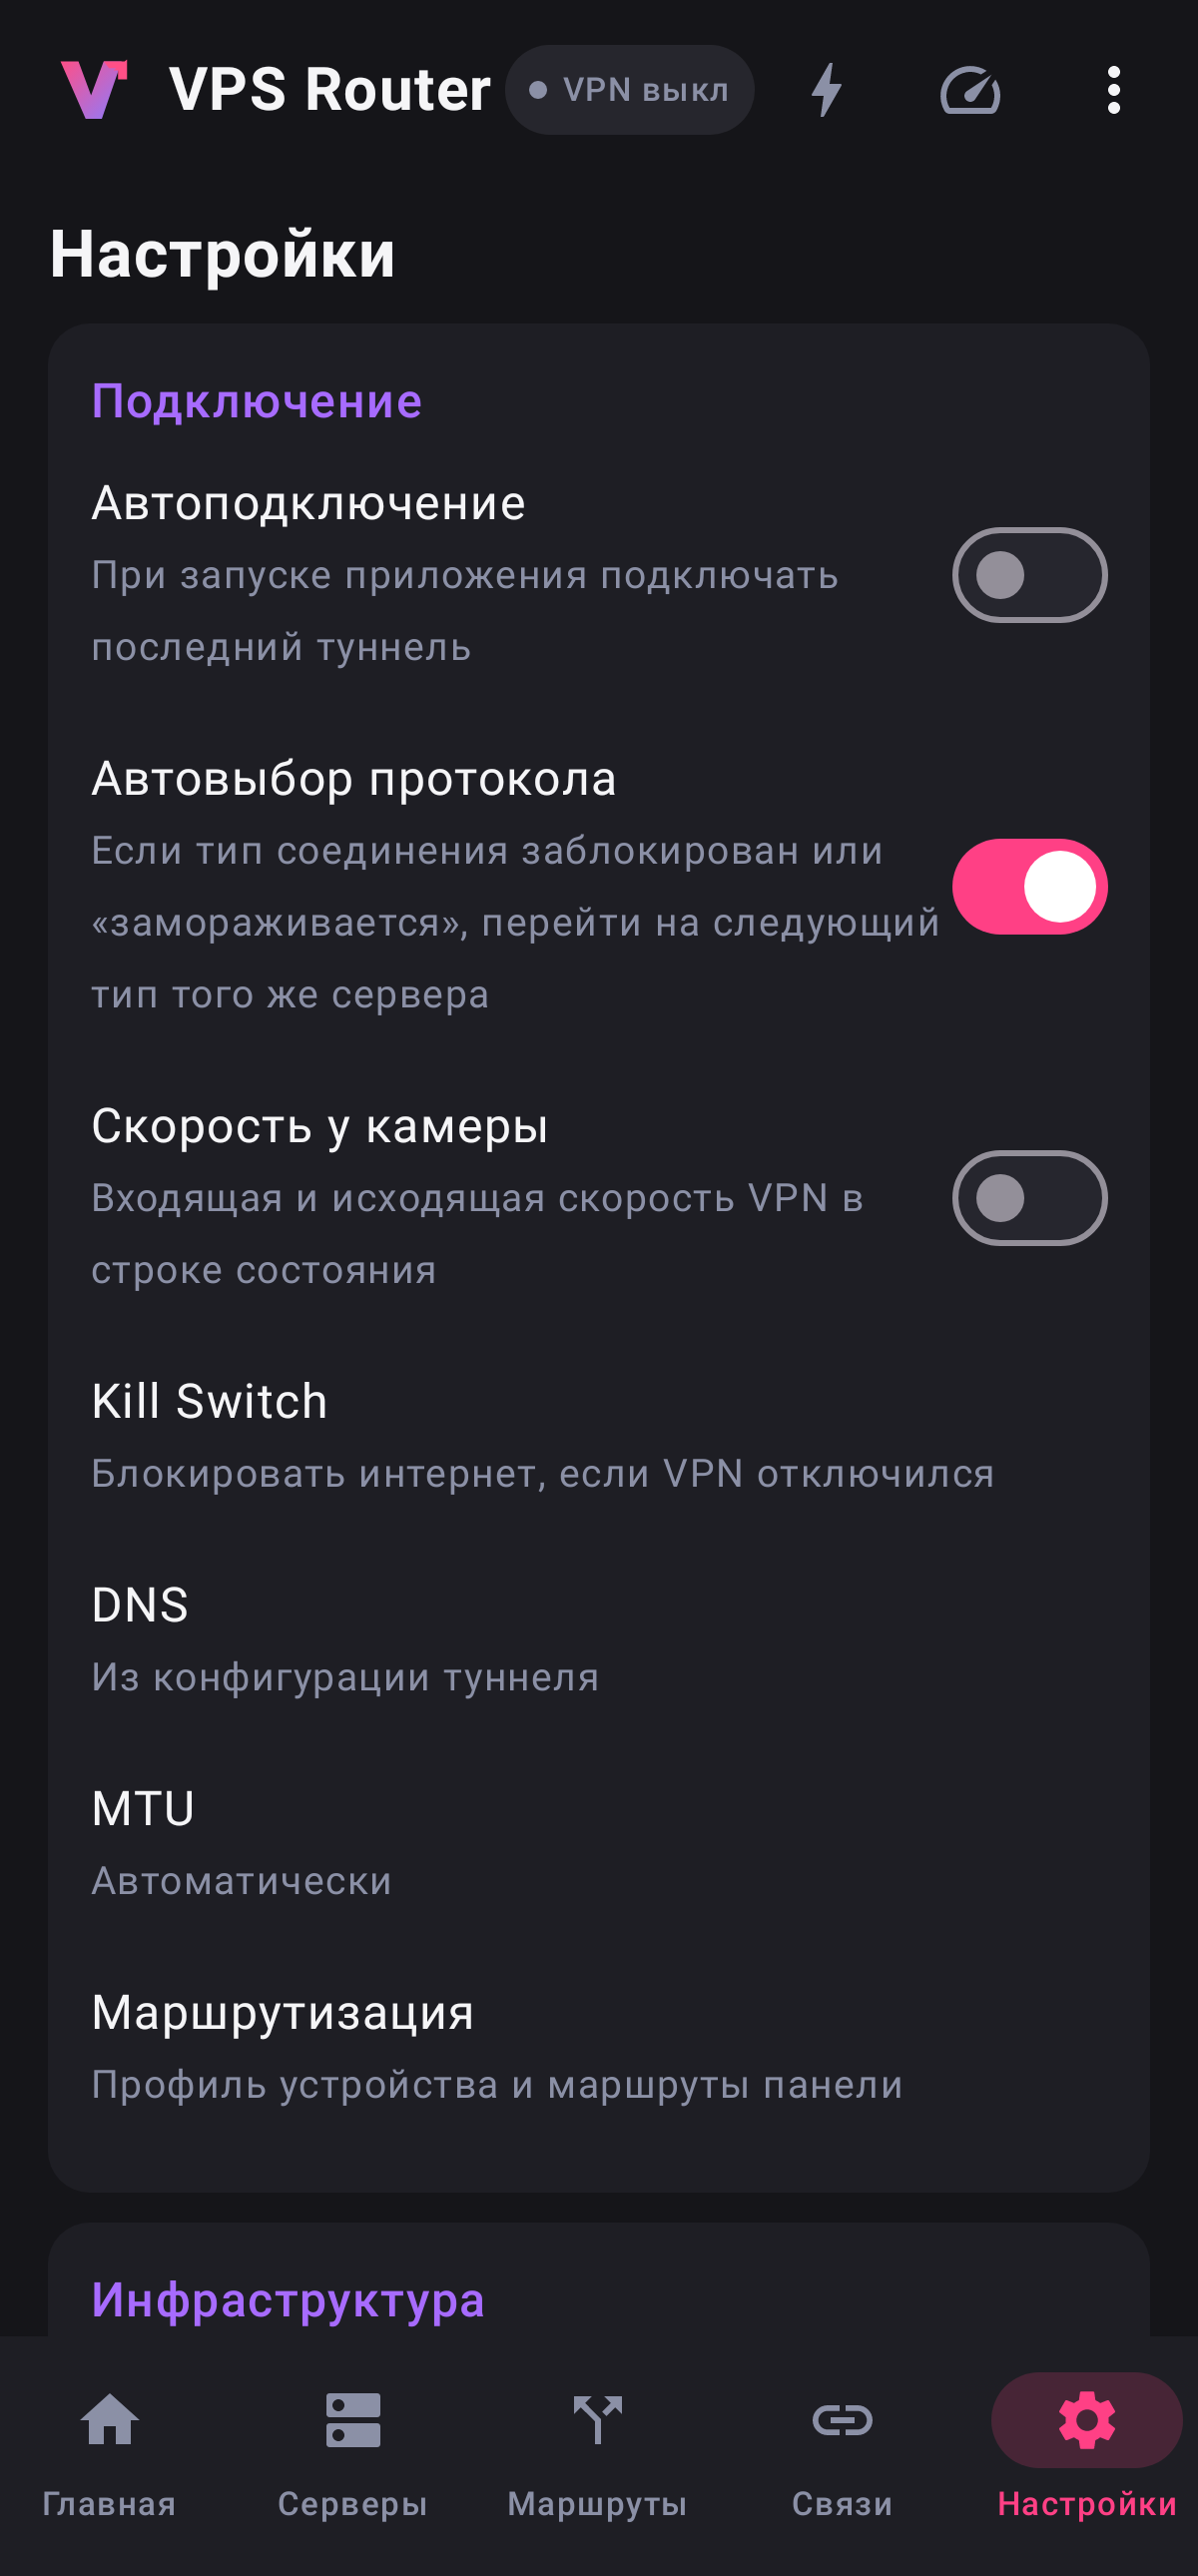 VPS Router
VPN выкл
Настройки
Подключение
Автоподключение
При запуске приложения подключать
последний туннель
Автовыбор протокола
Если тип соединения заблокирован или
«замораживается», перейти на следующий
тип того же сервера
Скорость у камеры
Входящая и исходящая скорость VPN в
строке состояния
Kill Switch
Блокировать интернет, если VPN отключился
DNS
Из конфигурации туннеля
MTU
Автоматически
Маршрутизация
Профиль устройства и маршруты панели
Инфраструктура
Главная
Серверы
Маршруты
Связи
Настройки